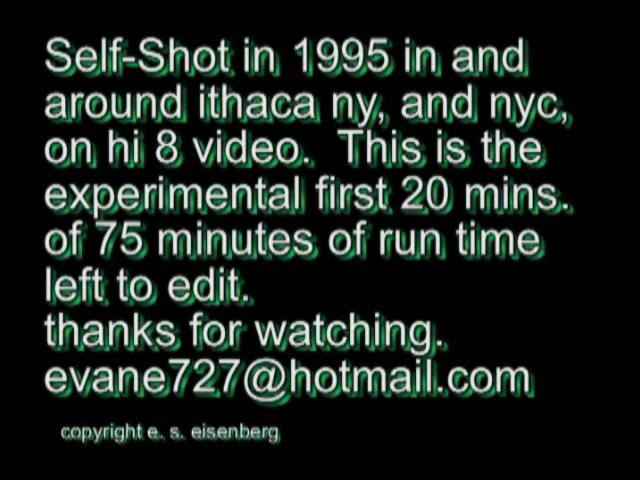 Self-Shot in 1995 in and
around ithaca ny, and nyc,
on hi 8 video. This is the
experimental first 20 mins.
of 75 minutes of run time
left to edit.
thanks for watching.
evane727@hotmail.com
copyright e. s. eisenberg